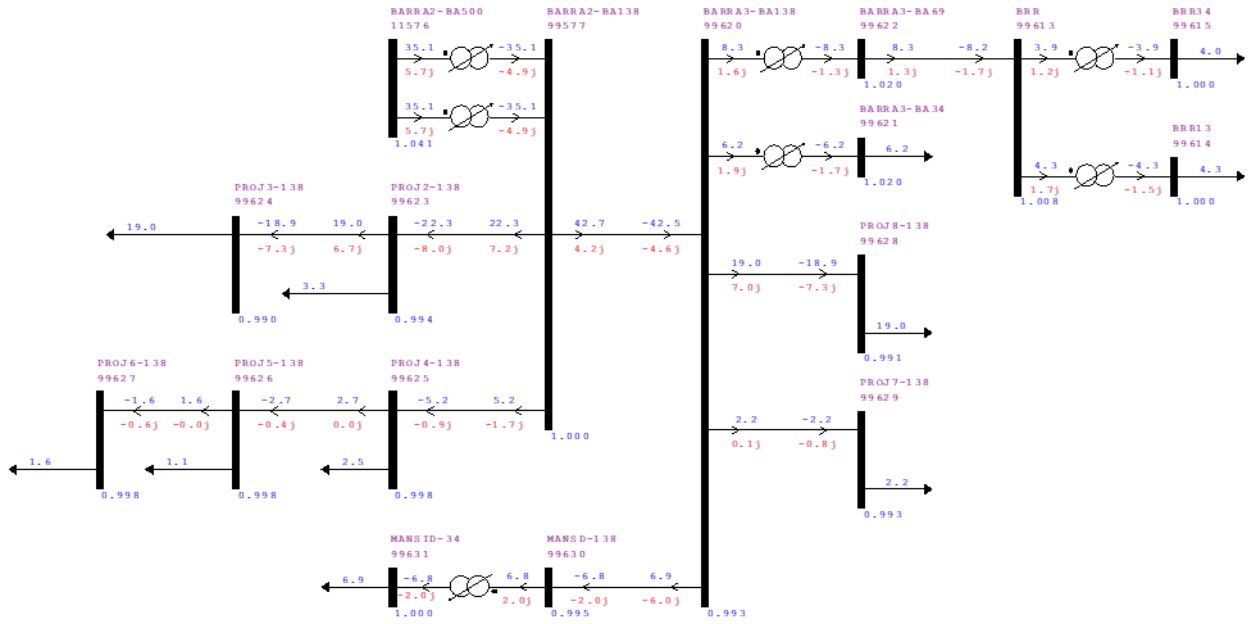 BARRA2-BA500
11576
BARRA2-BA138
99577
BARRA3-BA138
99620
BARRA3-BA69
99622
BRR
99613
BRR34
99615
35.1
-35.1
5.7j
-4.9j
8.3
-8.3
1.6j
-1.3j
8.3
-8.2
1.3j
-1.7j
3.9
-3.9
1.2j
-1.1j
4.0
1.020
1.000
35.1
-35.1
5.7j
-4.9j
1.041
BARRA3-BA34
99621
BRR13
99614
6.2
-6.2
1.9j
-1.7j
6.2
1.020
4.3
-4.3
1.7j
-1.5j
4.3
1.008
1.000
PROJ3-138
99624
PROJ2-138
99623
19.0
-18.9
19.0
-7.3j
6.7j
-22.3
22.3
-8.0j
7.2j
42.7
-42.5
4.2j
-4.6j
3.3
0.990
0.994
PROJ8-138
99628
19.0
-18.9
7.0j
-7.3j
19.0
0.991
PROJ6-138
99627
PROJ5-138
99626
PROJ4-138
99625
-1.6
1.6
-0.6j
-0.0j
-2.7
2.7
-0.4j
0.0j
-5.2
5.2
-0.9j
-1.7j
1.000
1.6
1.1
2.5
0.998
0.998
0.998
PROJ7-138
99629
2.2
-2.2
0.1j
-0.8j
2.2
0.993
MANSID-34
99631
MANSD-138
99630
6.9
-6.8
6.8
-2.0j
2.0j
-6.8
6.9
-2.0j
-6.0j
1.000
0.995
0.993